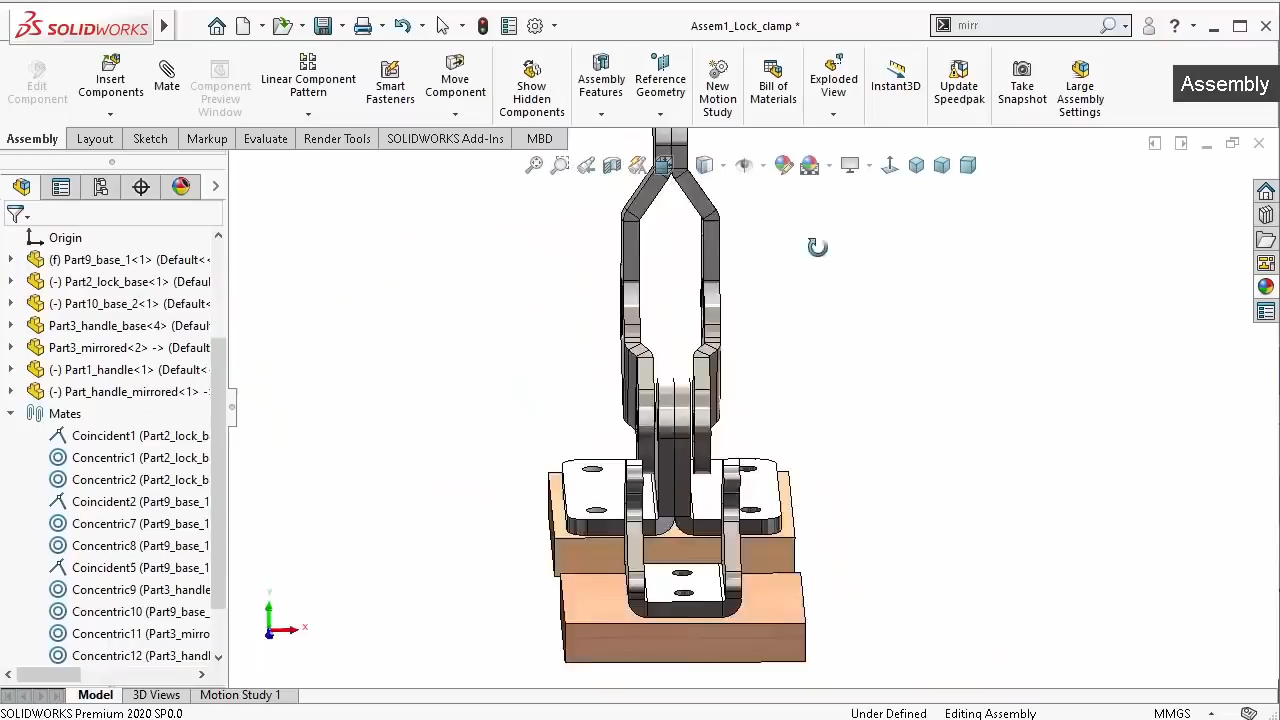 SOLIDWORKS
Assem1_Lock_clamp *
mirr
?
Edit Component
Insert Components
Mate
Component Preview Window
Linear Component Pattern
Smart Fasteners
Move Component
Show Hidden Components
Assembly Features
Reference Geometry
New Motion Study
Bill of Materials
Exploded View
Instant3D
Update Speedpak
Take Snapshot
Large Assembly Settings
Assembly
Assembly Layout Sketch Markup Evaluate Render Tools SOLIDWORKS Add-Ins MBD
Origin
(f) Part9_base_1<1> (Default<
(-) Part2_lock_base<1> (Defaul
(-) Part10_base_2<1> (Default<
Part3_handle_base<4> (Defaul
Part3_mirrored<2> -> (Default
(-) Part1_handle<1> (Default<
(-) Part_handle_mirrored<1> -
Mates
Coincident1 (Part2_lock_b
Concentric1 (Part2_lock_b
Concentric2 (Part2_lock_b
Coincident2 (Part9_base_1
Concentric7 (Part9_base_1
Concentric8 (Part9_base_1
Coincident5 (Part9_base_1
Concentric9 (Part3_handle
Concentric10 (Part9_base_
Concentric11 (Part3_mirro
Concentric12 (Part3_handl
Y
X
Model 3D Views Motion Study 1
SOLIDWORKS Premium 2020 SP0.0
Under Defined Editing Assembly MMGS